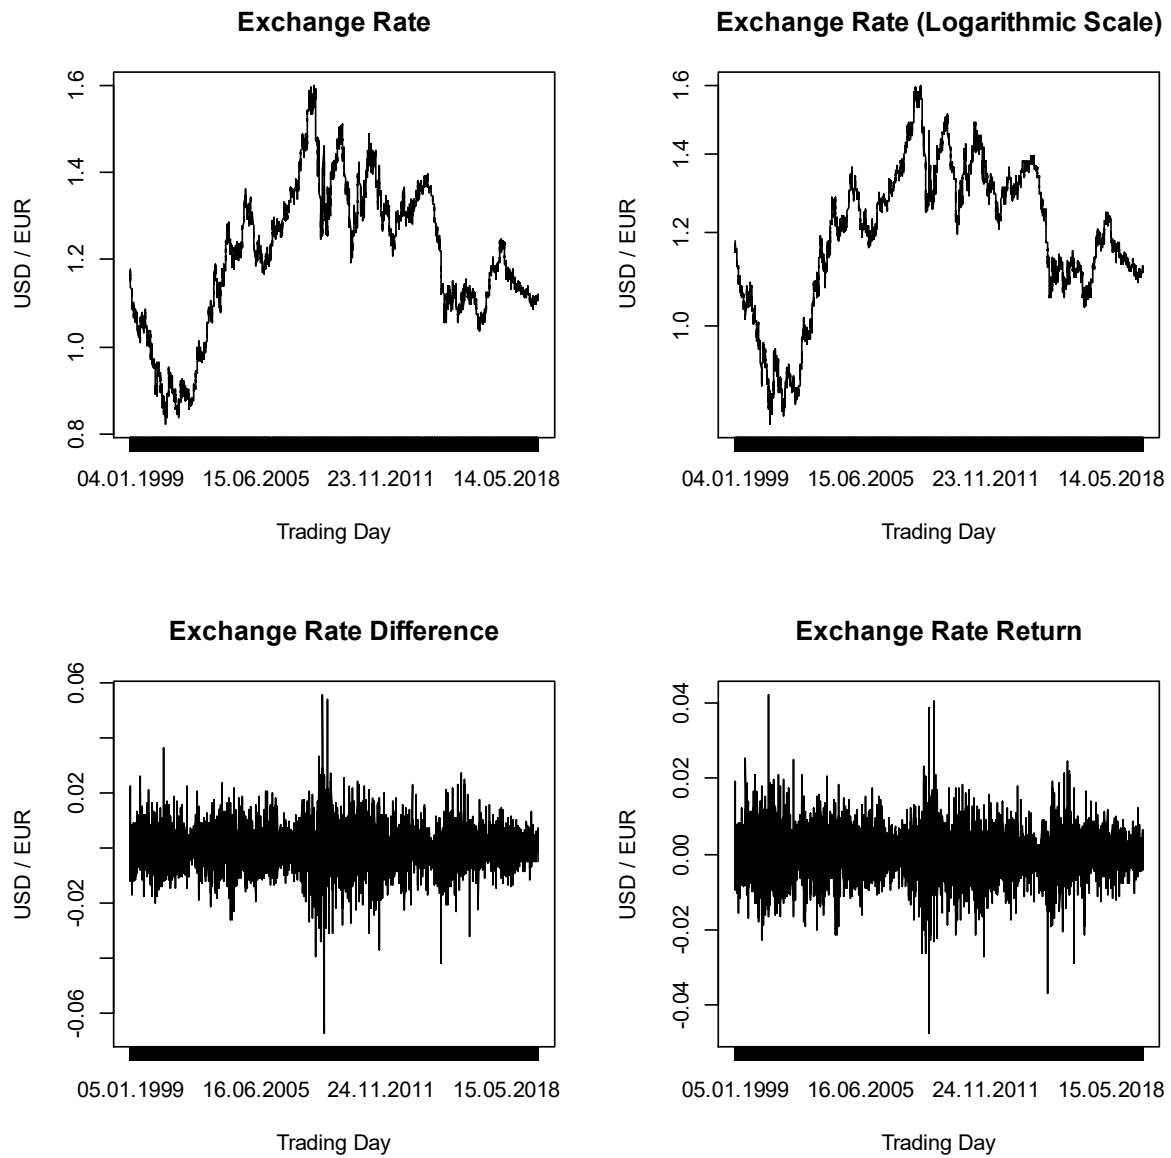 Exchange Rate
USD / EUR
1.6
1.4
1.2
1.0
0.8
04.01.1999 15.06.2005 23.11.2011 14.05.2018
Trading Day
Exchange Rate (Logarithmic Scale)
USD / EUR
1.6
1.4
1.2
1.0
04.01.1999 15.06.2005 23.11.2011 14.05.2018
Trading Day
Exchange Rate Difference
USD / EUR
0.06
0.02
-0.02
-0.06
05.01.1999 16.06.2005 24.11.2011 15.05.2018
Trading Day
Exchange Rate Return
USD / EUR
0.04
0.02
0.00
-0.02
-0.04
05.01.1999 16.06.2005 24.11.2011 15.05.2018
Trading Day